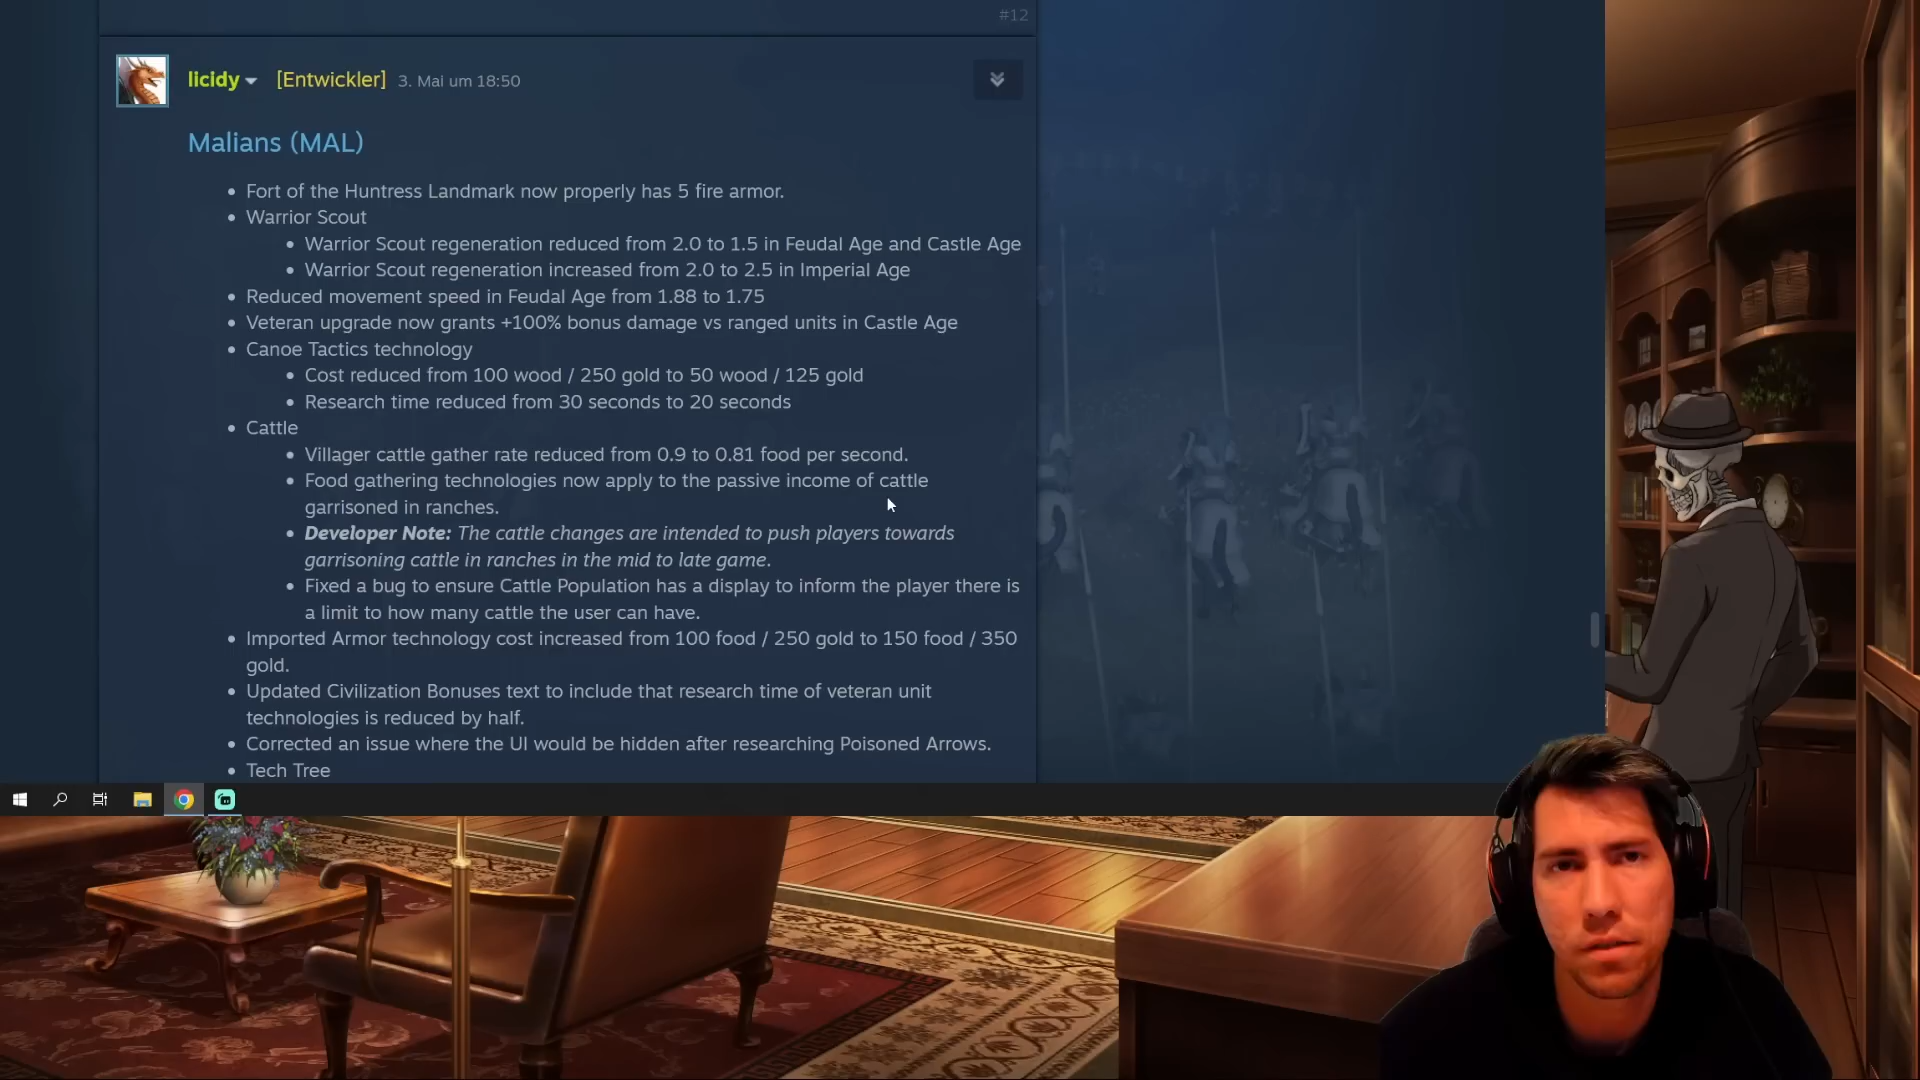 #12
licidy [Entwickler] 3. Mai um 18:50
Malians (MAL)
Fort of the Huntress Landmark now properly has 5 fire armor.
Warrior Scout
Warrior Scout regeneration reduced from 2.0 to 1.5 in Feudal Age and Castle Age
Warrior Scout regeneration increased from 2.0 to 2.5 in Imperial Age
Reduced movement speed in Feudal Age from 1.88 to 1.75
Veteran upgrade now grants +100% bonus damage vs ranged units in Castle Age
Canoe Tactics technology
Cost reduced from 100 wood / 250 gold to 50 wood / 125 gold
Research time reduced from 30 seconds to 20 seconds
Cattle
Villager cattle gather rate reduced from 0.9 to 0.81 food per second.
Food gathering technologies now apply to the passive income of cattle
garrisoned in ranches.
Developer Note: The cattle changes are intended to push players towards
garrisoning cattle in ranches in the mid to late game.
Fixed a bug to ensure Cattle Population has a display to inform the player there is
a limit to how many cattle the user can have.
Imported Armor technology cost increased from 100 food / 250 gold to 150 food / 350
gold.
Updated Civilization Bonuses text to include that research time of veteran unit
technologies is reduced by half.
Corrected an issue where the UI would be hidden after researching Poisoned Arrows.
Tech Tree